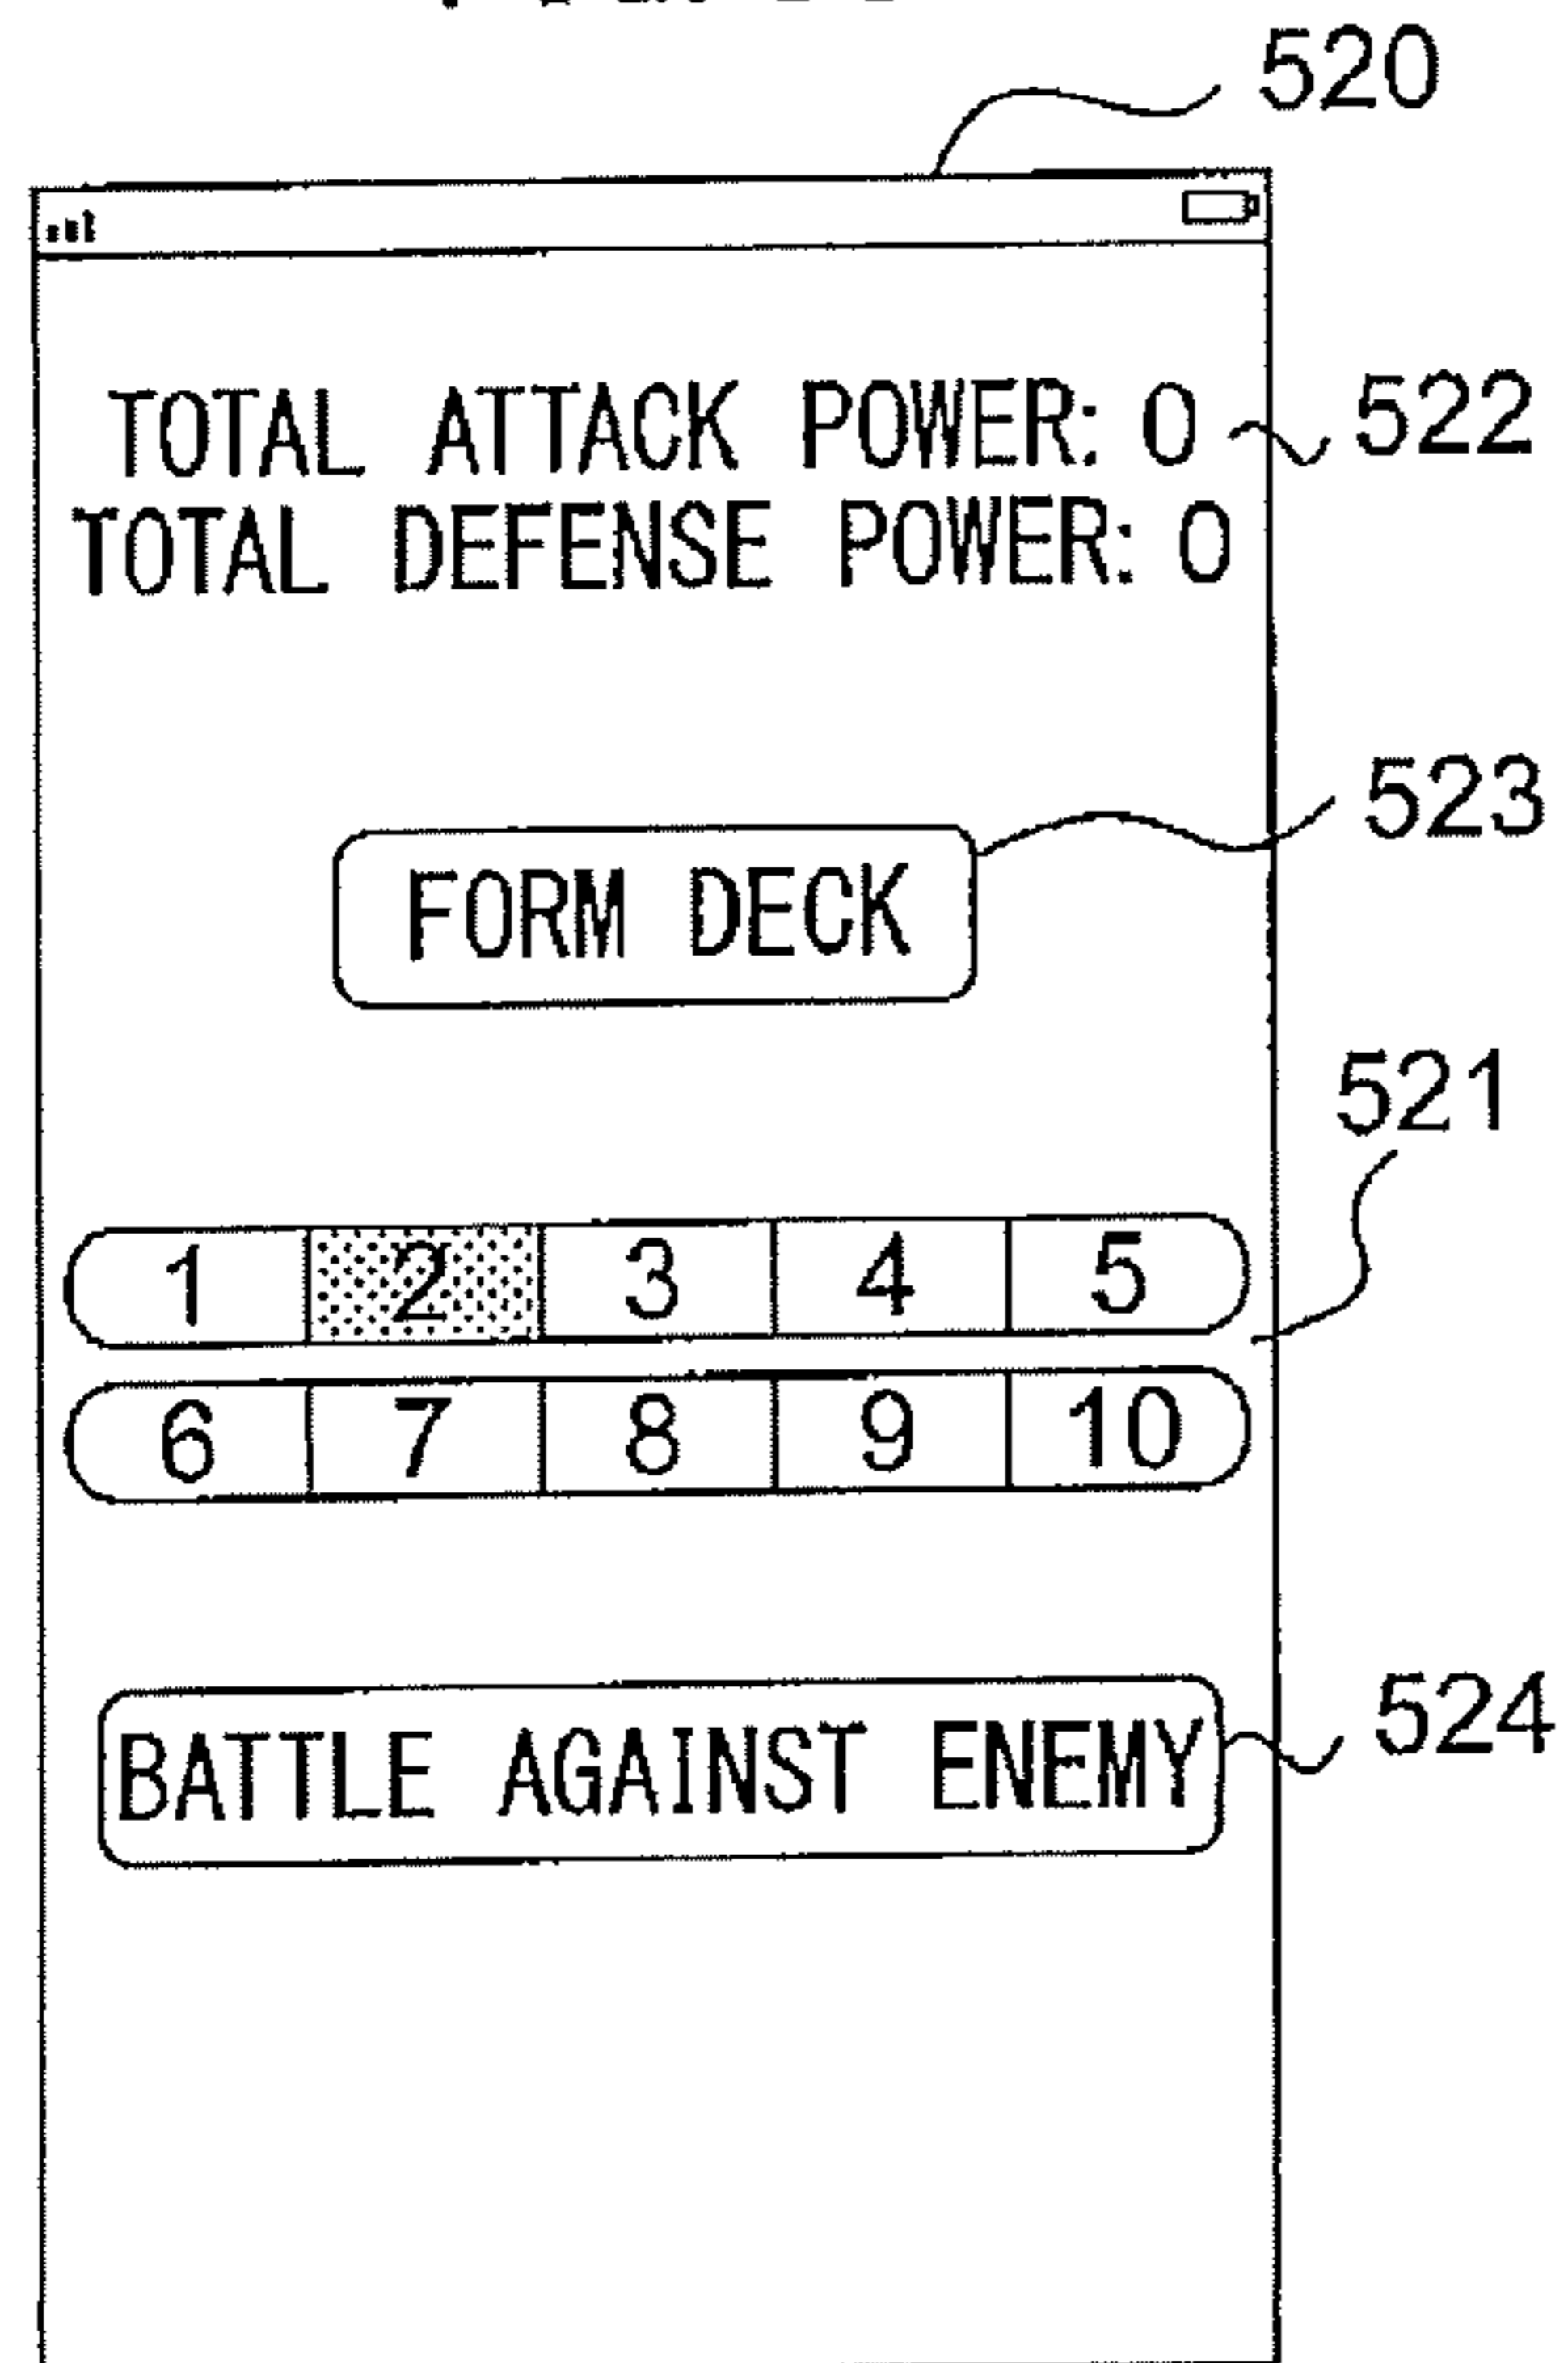 520
TOTAL ATTACK POWER: 0 522
TOTAL DEFENSE POWER: 0
523
FORM DECK
521
1 2 3 4 5
6 7 8 9 10
BATTLE AGAINST ENEMY 524